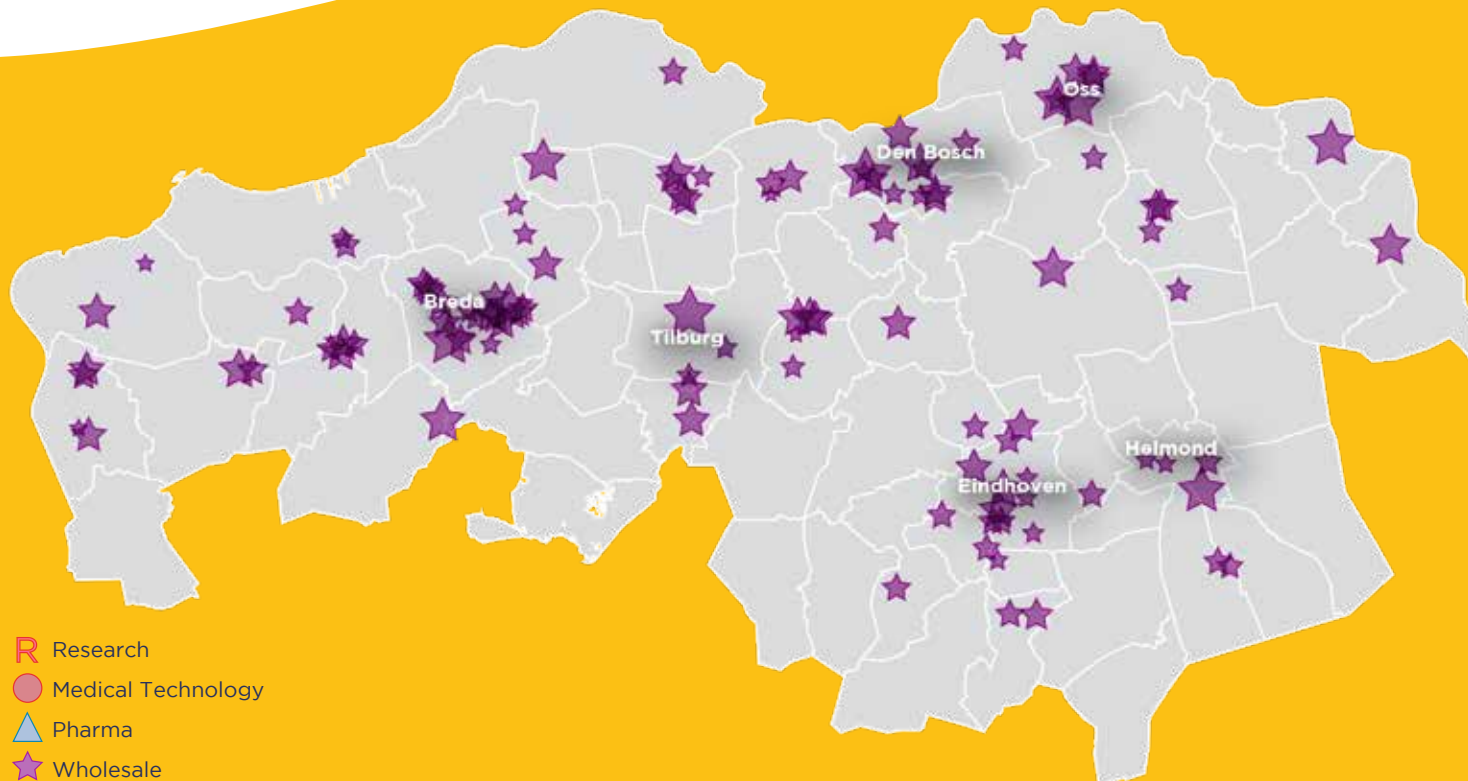 Oss
Den Bosch
Breda
Tilburg
Helmond
Eindhoven
R Research
Medical Technology
Pharma
Wholesale